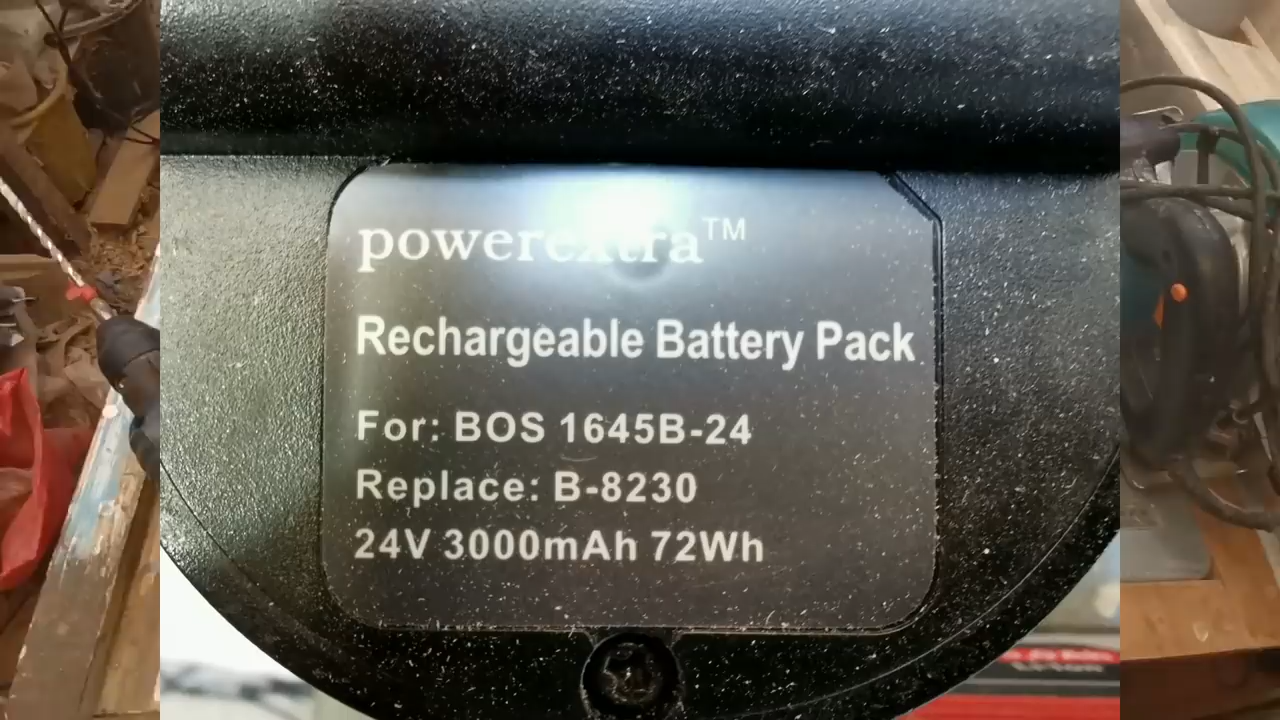 powerextra™
Rechargeable Battery Pack
For: BOS 1645B-24
Replace: B-8230
24V 3000mAh 72Wh